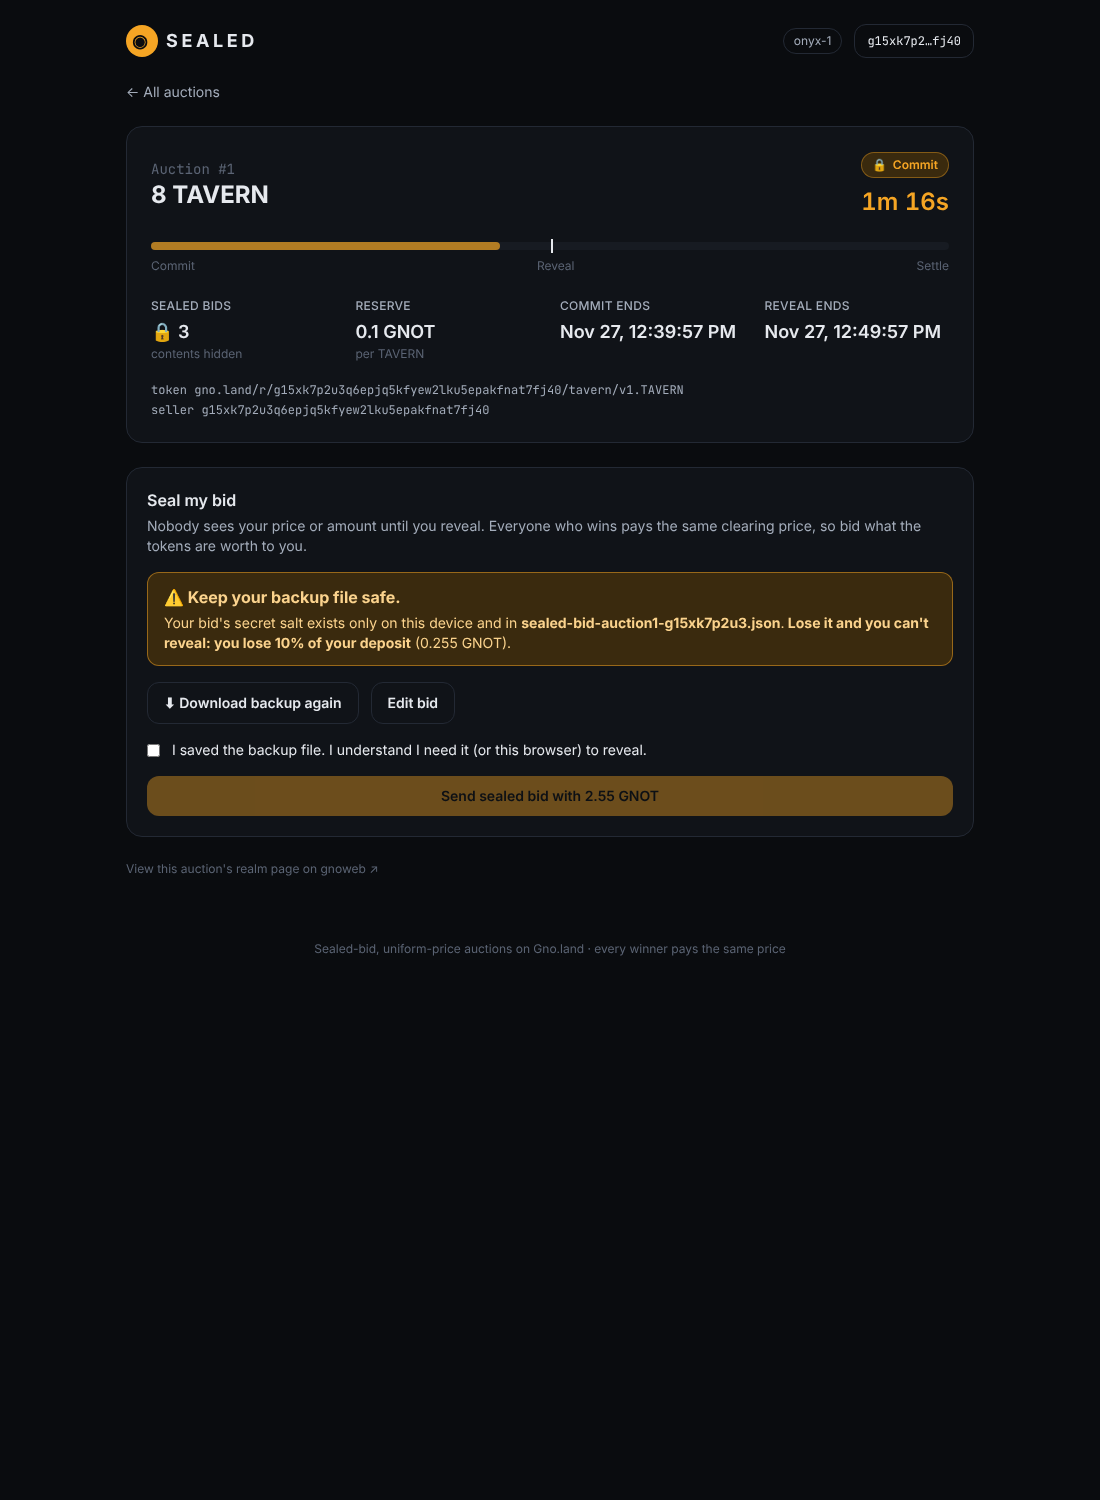 SEALED
onyx-1
g15xk7p2…fj40
← All auctions
Auction #1
8 TAVERN
🔒 Commit
1m 16s
Commit
Reveal
Settle
SEALED BIDS
🔒 3
contents hidden
RESERVE
0.1 GNOT
per TAVERN
COMMIT ENDS
Nov 27, 12:39:57 PM
REVEAL ENDS
Nov 27, 12:49:57 PM
token gno.land/r/g15xk7p2u3q6epjq5kfyew2lku5epakfnat7fj40/tavern/v1.TAVERN
seller g15xk7p2u3q6epjq5kfyew2lku5epakfnat7fj40
Seal my bid
Nobody sees your price or amount until you reveal. Everyone who wins pays the same clearing price, so bid what the
tokens are worth to you.
⚠️ Keep your backup file safe.
Your bid's secret salt exists only on this device and in sealed-bid-auction1-g15xk7p2u3.json. Lose it and you can't
reveal: you lose 10% of your deposit (0.255 GNOT).
⬇ Download backup again
Edit bid
I saved the backup file. I understand I need it (or this browser) to reveal.
Send sealed bid with 2.55 GNOT
View this auction's realm page on gnoweb ↗
Sealed-bid, uniform-price auctions on Gno.land · every winner pays the same price